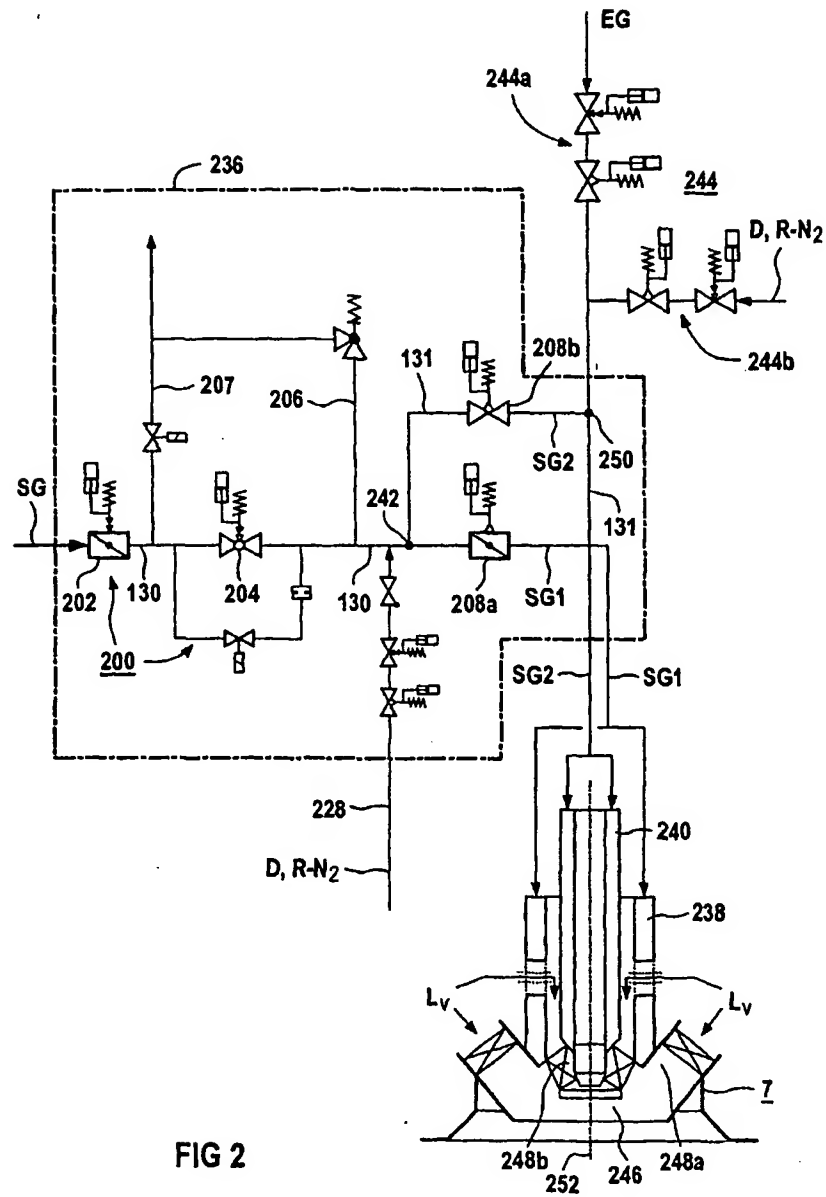 EG
244a
236
244
D, R-N₂
207
206
131
208b
244b
SG
SG2
250
242
131
202
130
204
130
208a
SG1
200
SG2
SG1
228
240
D, R-N₂
238
Lv
Lv
7
FIG 2
248b
246
248a
252